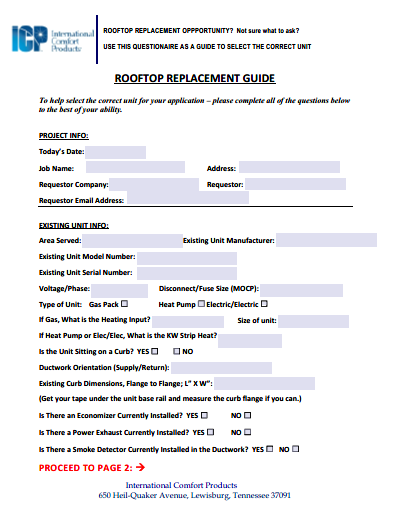 ICP International Comfort Products
ROOFTOP REPLACEMENT OPPPORTUNITY? Not sure what to ask?
USE THIS QUESTIONAIRE AS A GUIDE TO SELECT THE CORRECT UNIT
ROOFTOP REPLACEMENT GUIDE
To help select the correct unit for your application – please complete all of the questions below
to the best of your ability.
PROJECT INFO:
Today's Date:
Job Name: Address:
Requestor Company: Requestor:
Requestor Email Address:
EXISTING UNIT INFO:
Area Served: Existing Unit Manufacturer:
Existing Unit Model Number:
Existing Unit Serial Number:
Voltage/Phase: Disconnect/Fuse Size (MOCP):
Type of Unit: Gas Pack ☐ Heat Pump ☐ Electric/Electric ☐
If Gas, What is the Heating Input? Size of unit:
If Heat Pump or Elec/Elec, What is the KW Strip Heat?
Is the Unit Sitting on a Curb? YES ☐ ☐ NO
Ductwork Orientation (Supply/Return):
Existing Curb Dimensions, Flange to Flange; L" X W":
(Get your tape under the unit base rail and measure the curb flange if you can.)
Is There an Economizer Currently Installed? YES ☐ NO ☐
Is There a Power Exhaust Currently Installed? YES ☐ NO ☐
Is There a Smoke Detector Currently Installed in the Ductwork? YES ☐ NO ☐
PROCEED TO PAGE 2: →
International Comfort Products
650 Heil-Quaker Avenue, Lewisburg, Tennessee 37091